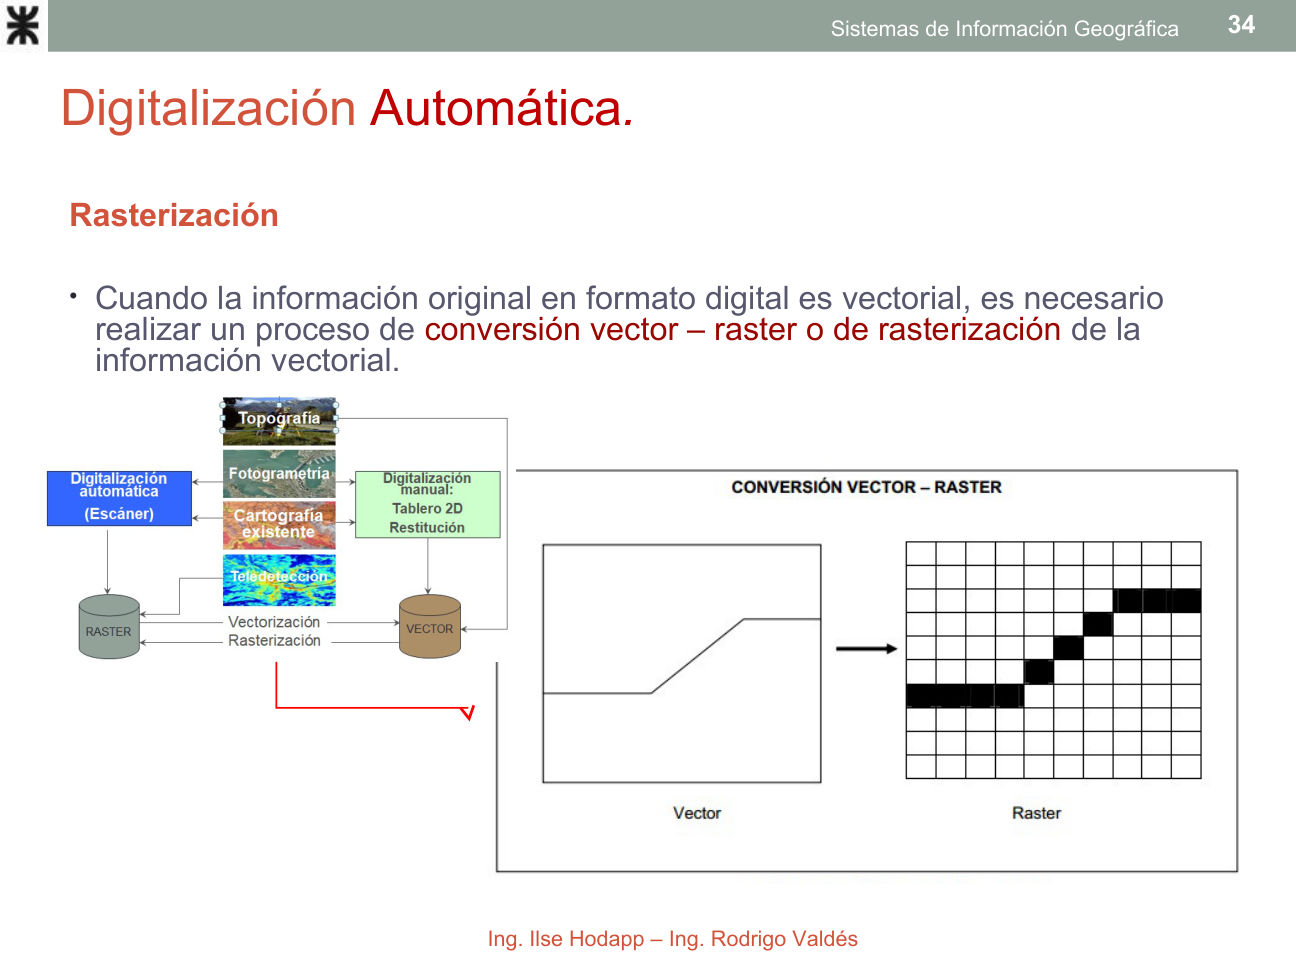 Sistemas de Información Geográfica
34
Digitalización Automática.
Rasterización
• Cuando la información original en formato digital es vectorial, es necesario
realizar un proceso de conversión vector – raster o de rasterización de la
información vectorial.
Topografía
Fotogrametría
Cartografía
existente
Teledetección
Digitalización
automática
(Escáner)
Digitalización
manual:
Tablero 2D
Restitución
RASTER
Vectorización
Rasterización
VECTOR
CONVERSIÓN VECTOR – RASTER
Vector
Raster
Ing. Ilse Hodapp – Ing. Rodrigo Valdés